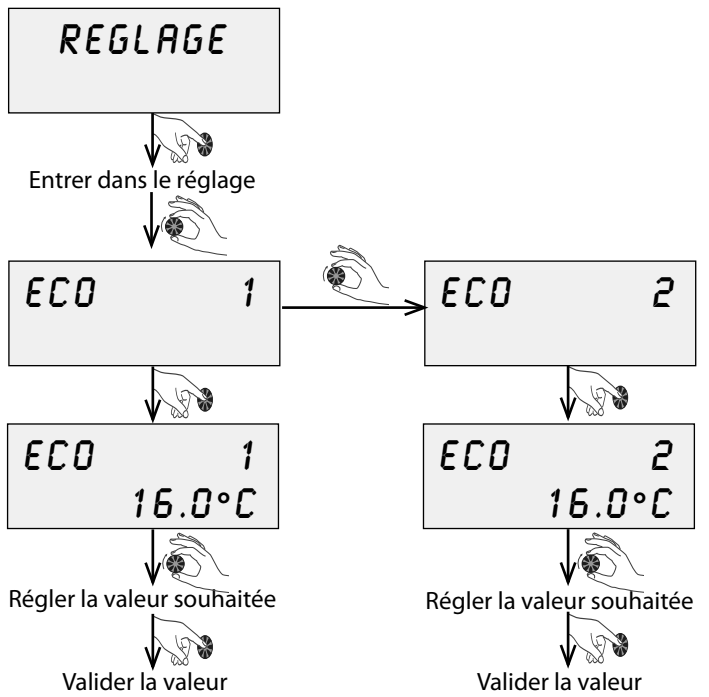 REGLAGE
Entrer dans le réglage
ECO 1
ECO 2
ECO 1
16.0°C
ECO 2
16.0°C
Régler la valeur souhaitée
Régler la valeur souhaitée
Valider la valeur
Valider la valeur